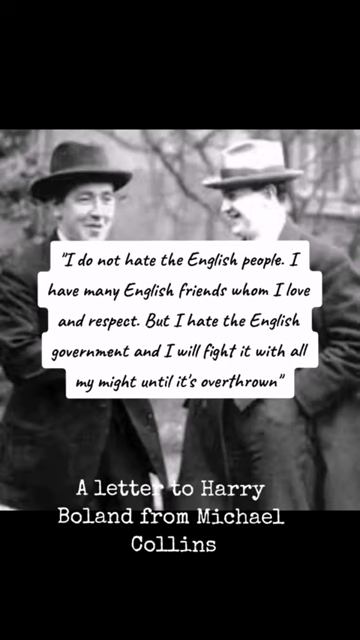 "I do not hate the English people. I
have many English friends whom I love
and respect. But I hate the English
government and I will fight it with all
my might until it's overthrown"
A letter to Harry
Boland from Michael
Collins